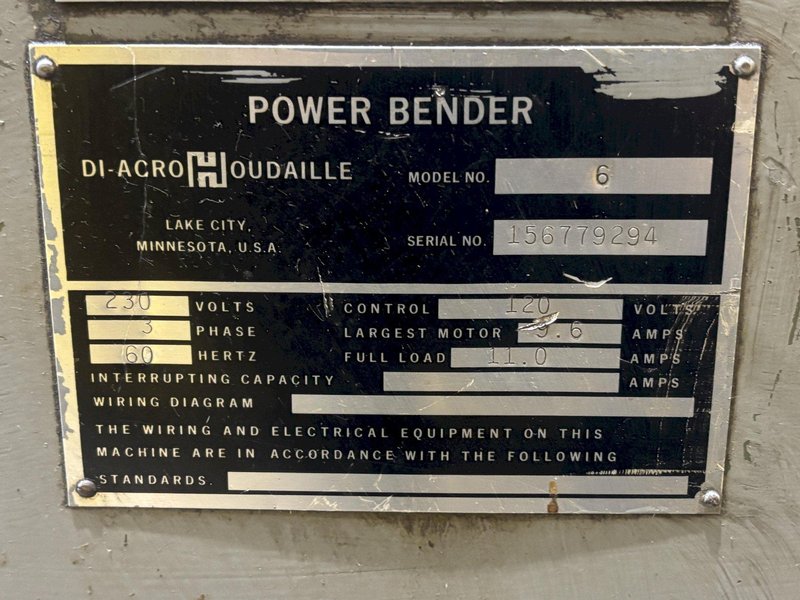 POWER BENDER
DI-ACRO HOUDAILLE
MODEL NO. 6
LAKE CITY,
MINNESOTA, U.S.A.
SERIAL NO. 156779294
230 VOLTS CONTROL 120 VOLTS
3 PHASE LARGEST MOTOR 9.6 AMPS
60 HERTZ FULL LOAD 11.0 AMPS
INTERRUPTING CAPACITY AMPS
WIRING DIAGRAM
THE WIRING AND ELECTRICAL EQUIPMENT ON THIS
MACHINE ARE IN ACCORDANCE WITH THE FOLLOWING
STANDARDS.